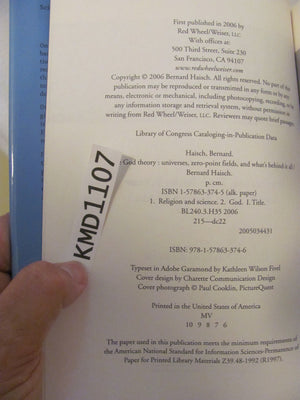 First published in 2006 by
Red Wheel/Weiser, LLC.
With offices at:
500 Third Street, Suite 230
San Francisco, CA 94107
www.redwheelweiser.com
Copyright © 2006 Bernard Haisch. All rights reserved. No part of this
publication may be reproduced or transmitted in any form or by any
means, electronic or mechanical, including photocopying, recording, or by
any information storage and retrieval system, without permission in
writing from Red Wheel/Weiser, LLC. Reviewers may quote brief passages.
Library of Congress Cataloging-in-Publication Data
Haisch, Bernard.
God theory : universes, zero-point fields, and what's behind it all
Bernard Haisch.
p. cm.
ISBN 1-57863-374-5 (alk. paper)
1. Religion and science. 2. God. I. Title.
BL240.3.H35 2006
215—dc22
2005034431
ISBN: 978-1-57863-374-6
KMD1107
Typeset in Adobe Garamond by Kathleen Wilson Fivel
Cover design by Charette Communication Design
Cover photograph © Paul Cooklin, PictureQuest
Printed in the United States of America
MV
10 9 8 7 6
The paper used in this publication meets the minimum requirements of
the American National Standard for Information Sciences-Permanence of
Paper for Printed Library Materials Z39.48-1992 (R1997).